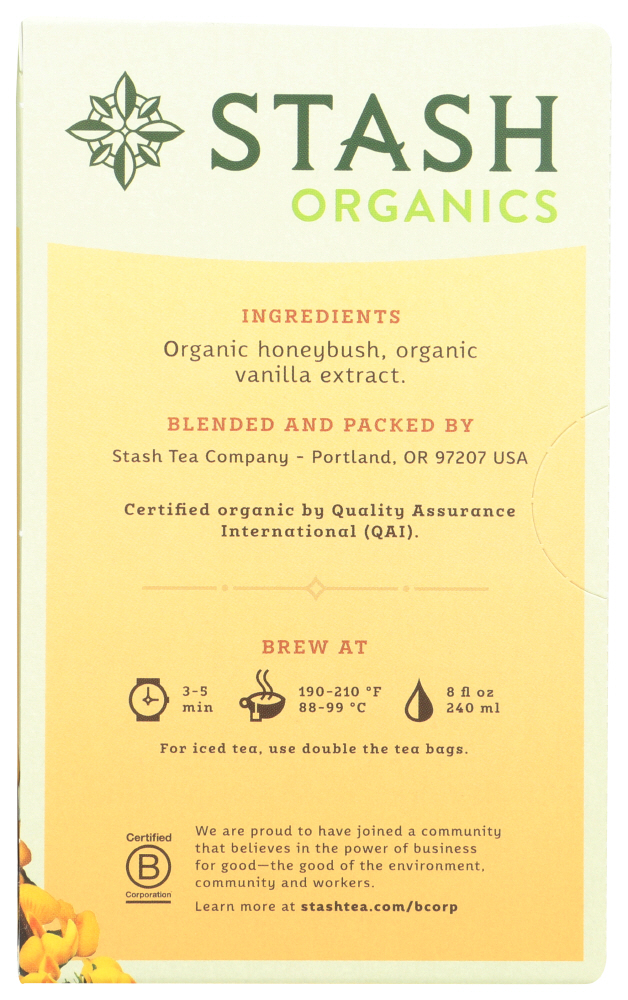 STASH
ORGANICS
INGREDIENTS
Organic honeybush, organic
vanilla extract.
BLENDED AND PACKED BY
Stash Tea Company - Portland, OR 97207 USA
Certified organic by Quality Assurance
International (QAI).
BREW AT
3-5
min
190-210 °F
88-99 °C
8 fl oz
240 ml
For iced tea, use double the tea bags.
Certified
B
Corporation
We are proud to have joined a community
that believes in the power of business
for good—the good of the environment,
community and workers.
Learn more at stashtea.com/bcorp